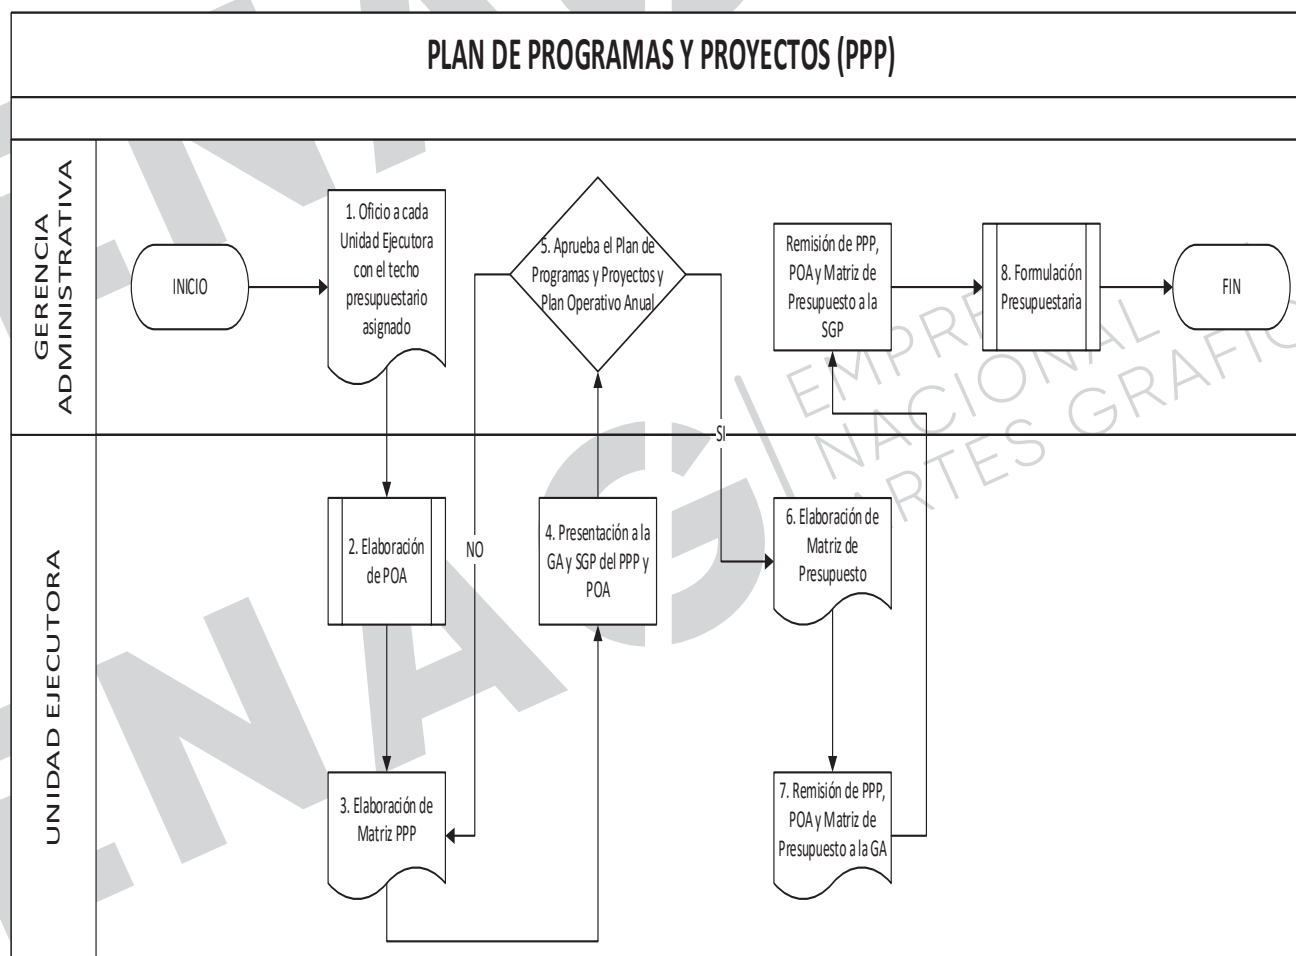 PLAN DE PROGRAMAS Y PROYECTOS (PPP)
GERENCIA
ADMINISTRATIVA
INICIO
1. Oficio a cada
Unidad Ejecutora
con el techo
presupuestario
asignado
5. Aprueba el Plan de
Programas y Proyectos y
Plan Operativo Anual
Remisión de PPP,
POA y Matriz de
Presupuesto a la
SGP
8. Formulación
Presupuestaria
FIN
SI
NO
UNIDAD EJECUTORA
2. Elaboración
de POA
3. Elaboración de
Matriz PPP
4. Presentación a la
GA y SGP del PPP y
POA
6. Elaboración de
Matriz de
Presupuesto
7. Remisión de PPP,
POA y Matriz de
Presupuesto a la GA
ENAG
NACIONAL